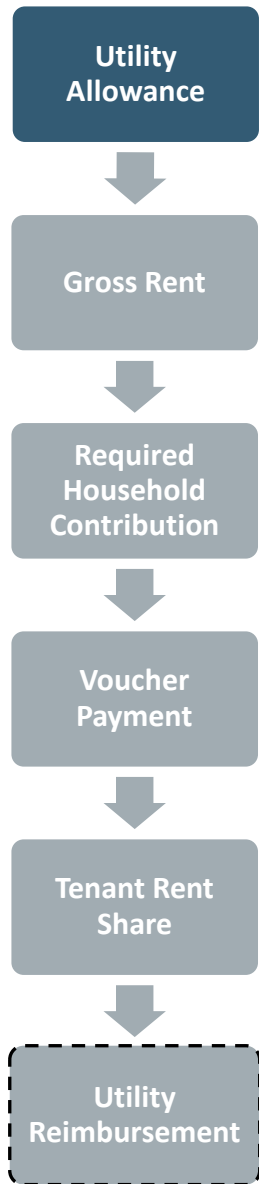 Utility
Allowance
Gross Rent
Required
Household
Contribution
Voucher
Payment
Tenant Rent
Share
Utility
Reimbursement